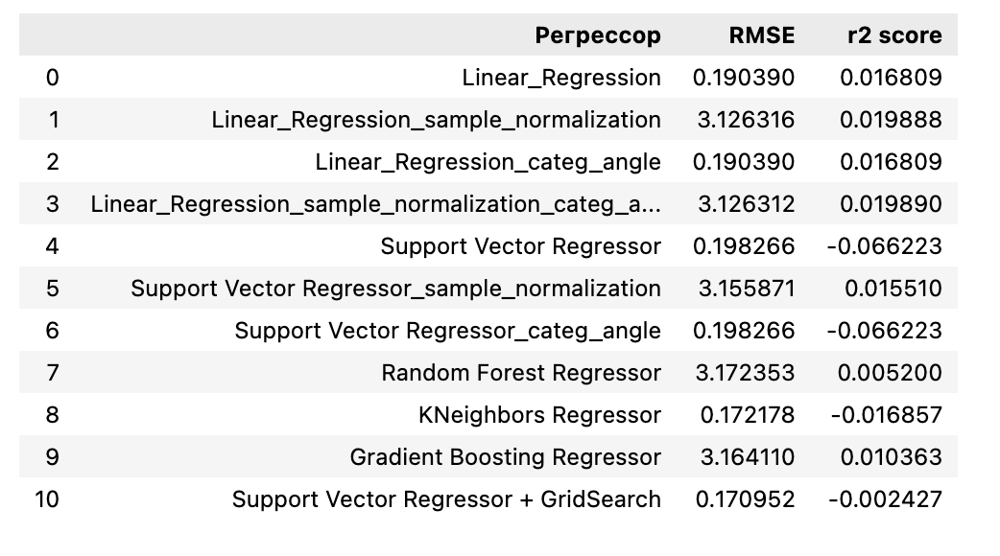 Регрессор RMSE r2 score
0 Linear_Regression 0.190390 0.016809
1 Linear_Regression_sample_normalization 3.126316 0.019888
2 Linear_Regression_categ_angle 0.190390 0.016809
3 Linear_Regression_sample_normalization_categ_a... 3.126312 0.019890
4 Support Vector Regressor 0.198266 -0.066223
5 Support Vector Regressor_sample_normalization 3.155871 0.015510
6 Support Vector Regressor_categ_angle 0.198266 -0.066223
7 Random Forest Regressor 3.172353 0.005200
8 KNeighbors Regressor 0.172178 -0.016857
9 Gradient Boosting Regressor 3.164110 0.010363
10 Support Vector Regressor + GridSearch 0.170952 -0.002427